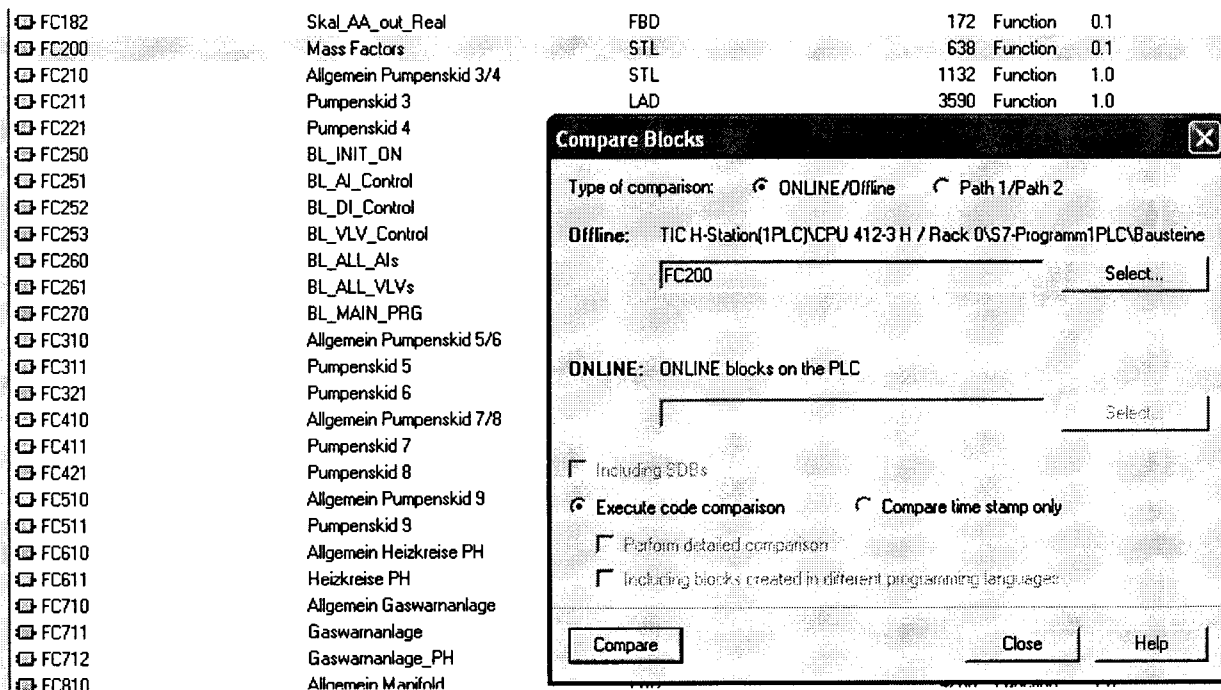 FC182 Skal_AA_out_Real FBD 172 Function 0.1
FC200 Mass Factors STL 638 Function 0.1
FC210 Allgemein Pumpenskid 3/4 STL 1132 Function 1.0
FC211 Pumpenskid 3 LAD 3590 Function 1.0
FC221 Pumpenskid 4
FC250 BL_INIT_ON
FC251 BL_AI_Control
FC252 BL_DI_Control
FC253 BL_VLV_Control
FC260 BL_ALL_AIs
FC261 BL_ALL_VLVs
FC270 BL_MAIN_PRG
FC310 Allgemein Pumpenskid 5/6
FC311 Pumpenskid 5
FC321 Pumpenskid 6
FC410 Allgemein Pumpenskid 7/8
FC411 Pumpenskid 7
FC421 Pumpenskid 8
FC510 Allgemein Pumpenskid 9
FC511 Pumpenskid 9
FC610 Allgemein Heizkreise PH
FC611 Heizkreise PH
FC710 Allgemein Gaswarnanlage
FC711 Gaswarnanlage
FC712 Gaswarnanlage_PH
FC810 Allgemein Manifold
Compare Blocks
Type of comparison: ONLINE/Offline Path 1/Path 2
Offline: TIC H-Station(1PLC)\CPU 412-3 H / Rack 0\S7-Programm1PLC\Bausteine
FC200 Select...
ONLINE: ONLINE blocks on the PLC
Select...
Including SDBs
Execute code comparison Compare time stamp only
Perform detailed comparison
Including blocks created in different programming languages
Compare Close Help